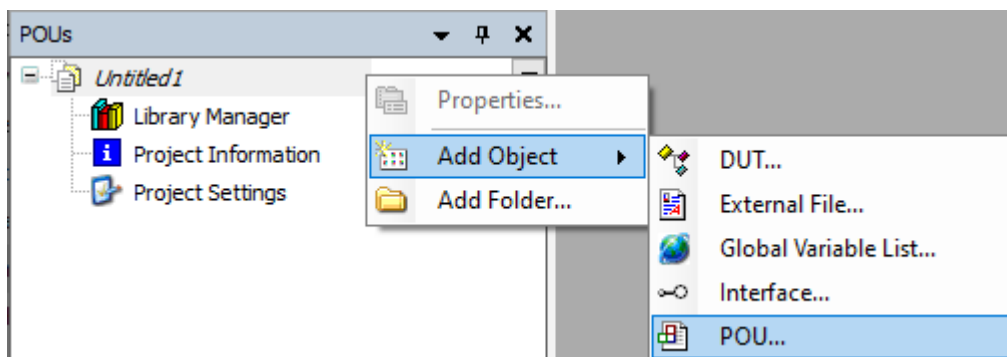 POUs
Untitled1
Library Manager
Project Information
Project Settings
Properties...
Add Object
Add Folder...
DUT...
External File...
Global Variable List...
Interface...
POU...